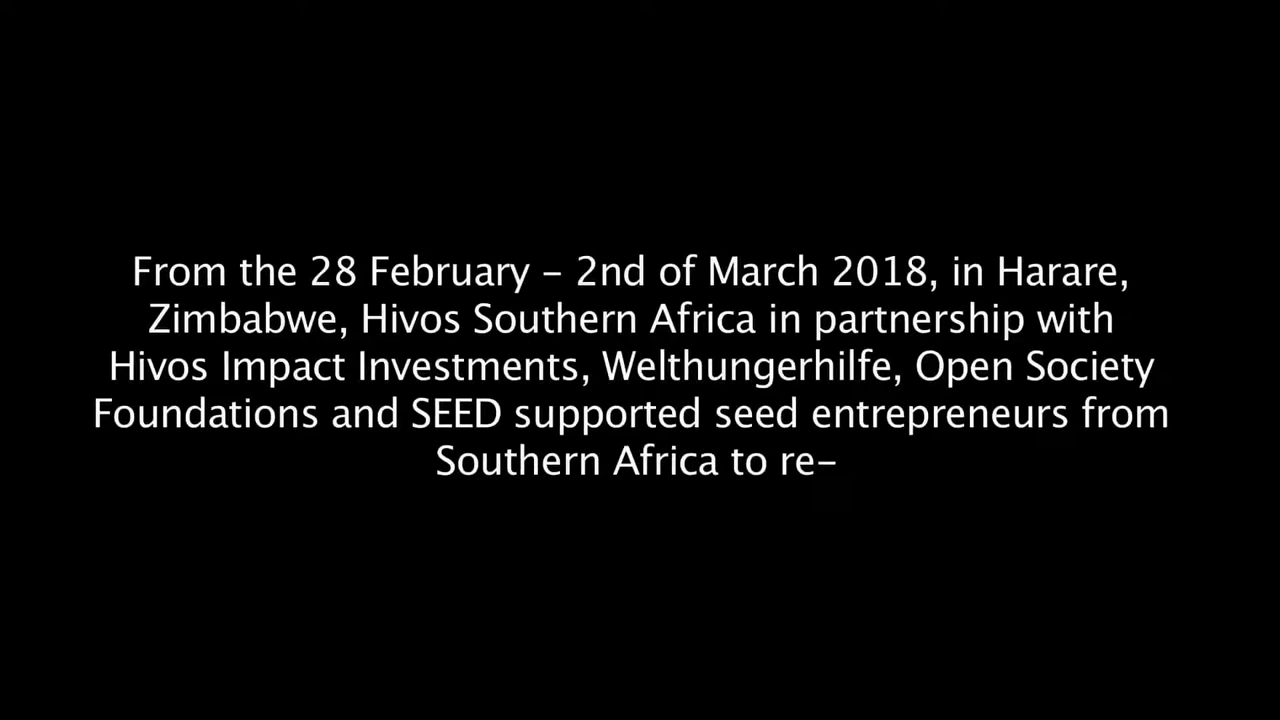 From the 28 February – 2nd of March 2018, in Harare,
Zimbabwe, Hivos Southern Africa in partnership with
Hivos Impact Investments, Welthungerhilfe, Open Society
Foundations and SEED supported seed entrepreneurs from
Southern Africa to re–